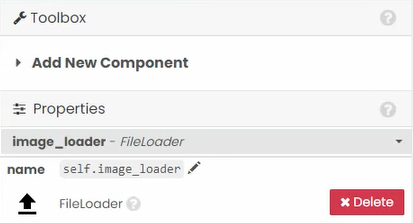 Toolbox ?
Add New Component
Properties ?
image_loader - FileLoader
name self.image_loader
FileLoader ? Delete